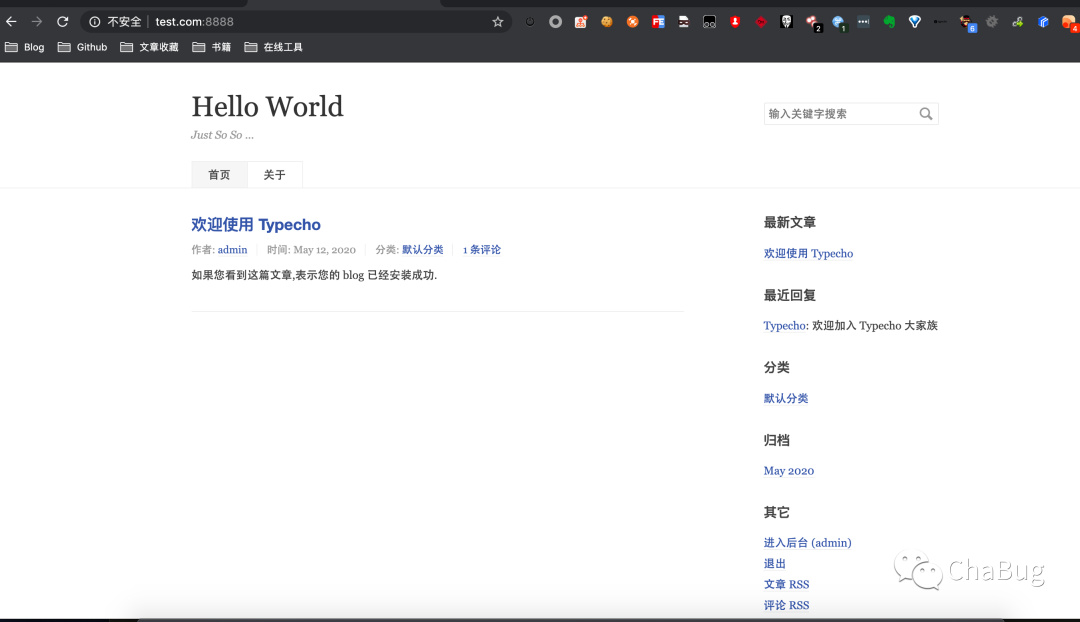 不安全 test.com:8888
Blog Github 文章收藏 书籍 在线工具
Hello World
Just So So ...
输入关键字搜索
首页 关于
欢迎使用 Typecho
作者: admin 时间: May 12, 2020 分类: 默认分类 1 条评论
如果您看到这篇文章,表示您的 blog 已经安装成功.
最新文章
欢迎使用 Typecho
最近回复
Typecho: 欢迎加入 Typecho 大家族
分类
默认分类
归档
May 2020
其它
进入后台 (admin)
退出
文章 RSS
评论 RSS
ChaBug